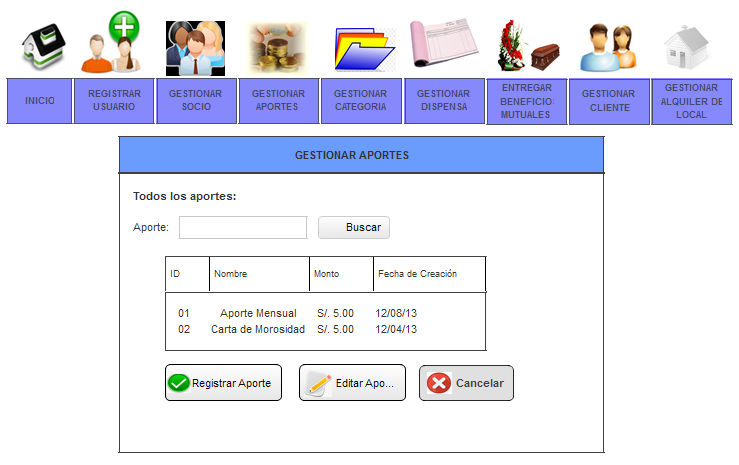 INICIO
REGISTRAR
USUARIO
GESTIONAR
SOCIO
GESTIONAR
APORTES
GESTIONAR
CATEGORIA
GESTIONAR
DISPENSA
ENTREGAR
BENEFICIO
MUTUALES
GESTIONAR
CLIENTE
GESTIONAR
ALQUILER DE
LOCAL
GESTIONAR APORTES
Todos los aportes:
Aporte: Buscar
ID Nombre Monto Fecha de Creación
01 Aporte Mensual S/. 5.00 12/08/13
02 Carta de Morosidad S/. 5.00 12/04/13
Registrar Aporte Editar Apo... Cancelar